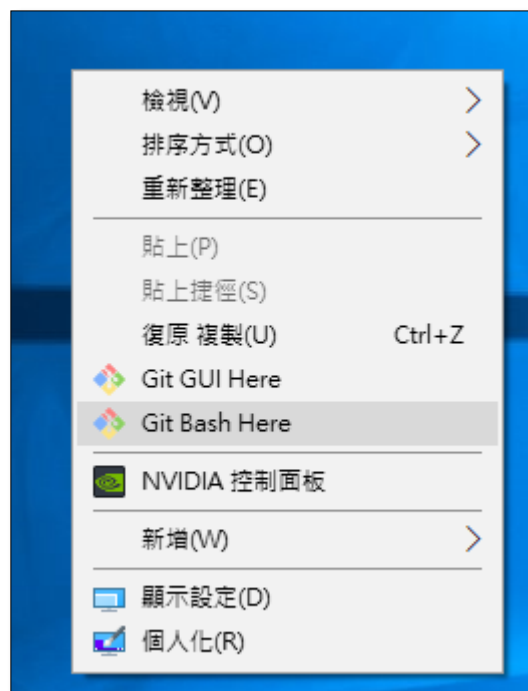 檢視(V)
排序方式(O)
重新整理(E)
貼上(P)
貼上捷徑(S)
復原 複製(U) Ctrl+Z
Git GUI Here
Git Bash Here
NVIDIA 控制面板
新增(W)
顯示設定(D)
個人化(R)